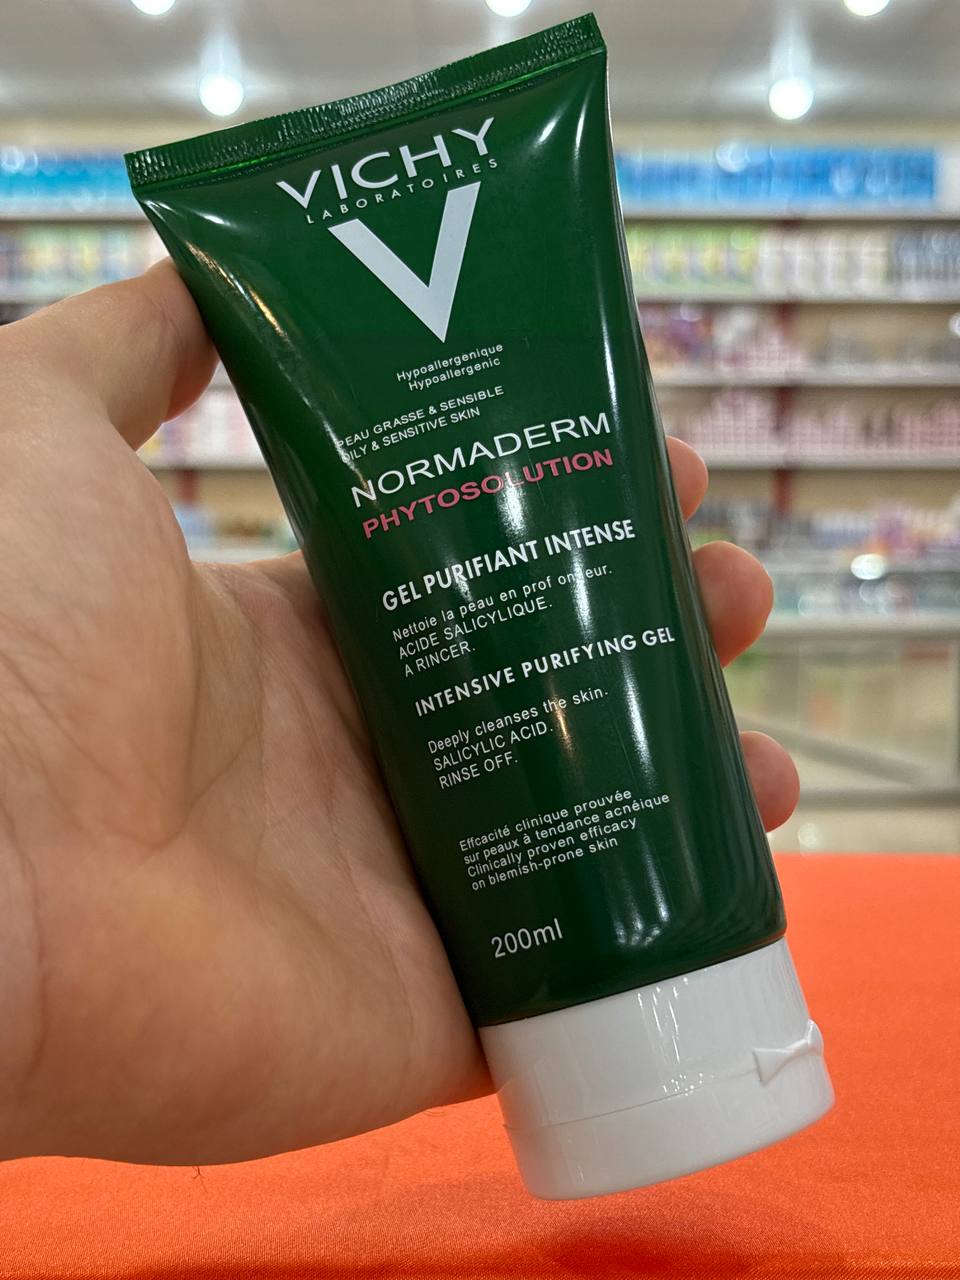 VICHY
LABORATOIRES
V
Hypoallergenique
Hypoallergenic
PEAU GRASSE & SENSIBLE
OILY & SENSITIVE SKIN
NORMADERM
PHYTOSOLUTION
GEL PURIFIANT INTENSE
Nettoie la peau en prof on eur.
ACIDE SALICYLIQUE.
A RINCER.
INTENSIVE PURIFYING GEL
Deeply cleanses the skin.
SALICYLIC ACID.
RINSE OFF.
Effcacité clinique prouvée
sur peaux à tendance acnéique
Clinically proven efficacy
on blemish-prone skin
200ml